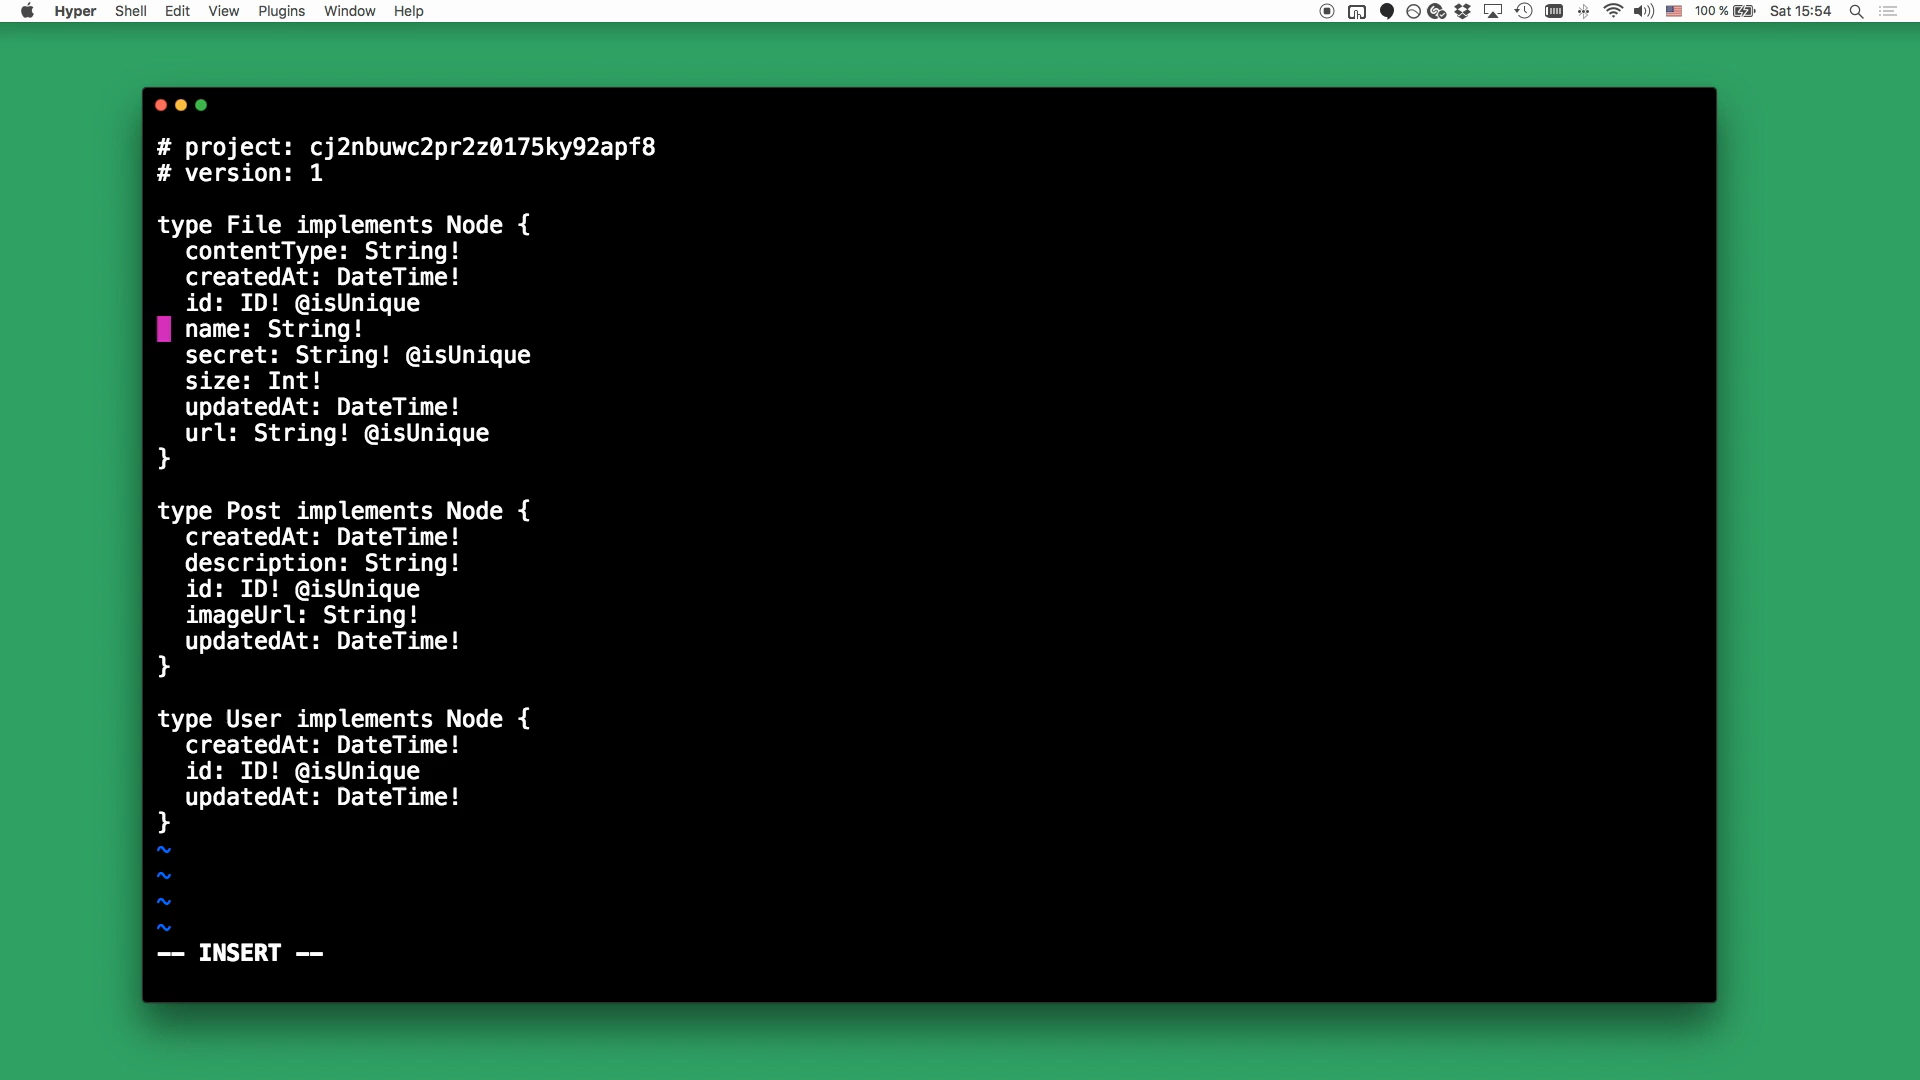 Hyper Shell Edit View Plugins Window Help 100 % Sat 15:54
# project: cj2nbuwc2pr2z0175ky92apf8
# version: 1
type File implements Node {
  contentType: String!
  createdAt: DateTime!
  id: ID! @isUnique
  name: String!
  secret: String! @isUnique
  size: Int!
  updatedAt: DateTime!
  url: String! @isUnique
}
type Post implements Node {
  createdAt: DateTime!
  description: String!
  id: ID! @isUnique
  imageUrl: String!
  updatedAt: DateTime!
}
type User implements Node {
  createdAt: DateTime!
  id: ID! @isUnique
  updatedAt: DateTime!
}
~
~
~
~
-- INSERT --